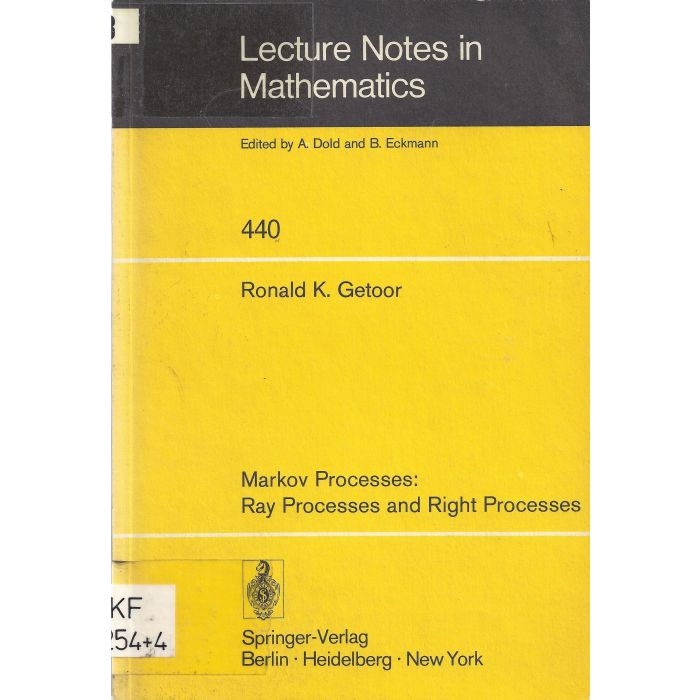 Lecture Notes in
Mathematics
Edited by A. Dold and B. Eckmann
440
Ronald K. Getoor
Markov Processes:
Ray Processes and Right Processes
KF
254+4
Springer-Verlag
Berlin · Heidelberg · New York